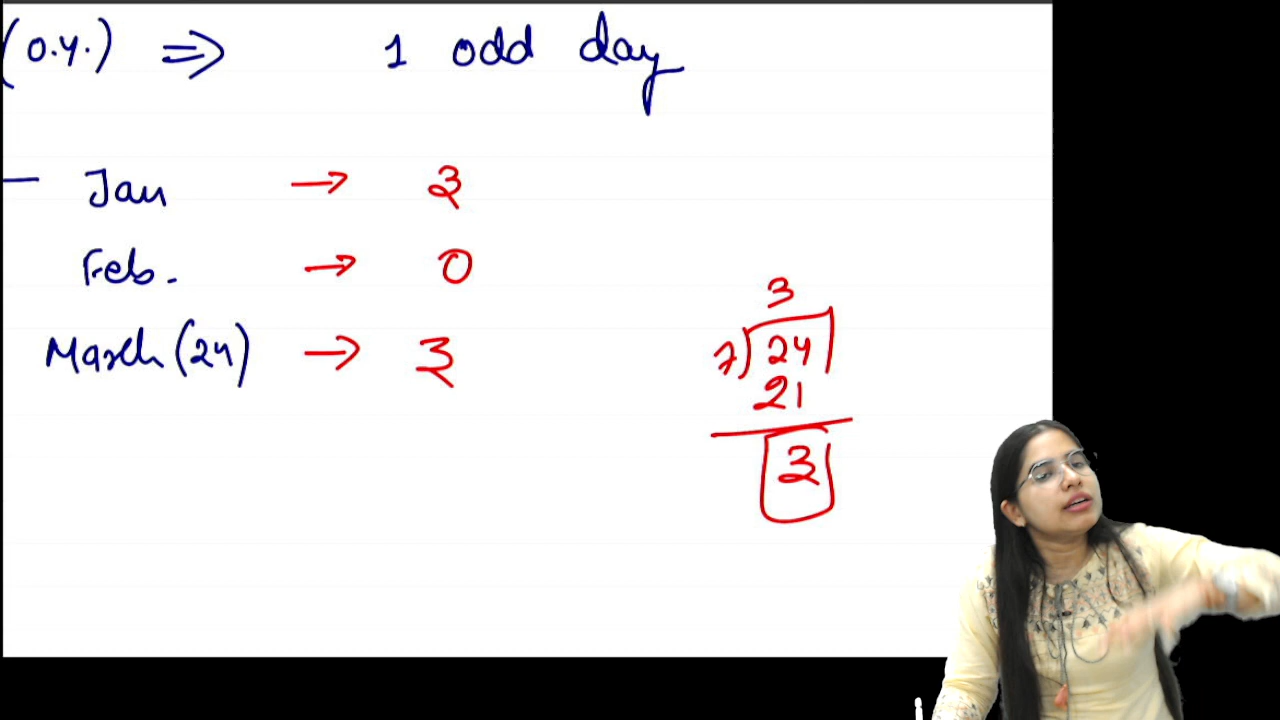 (O.Y.) ⇒ 1 odd day
— Jan → 3
Feb. → 0
March (24) → 3
3
7)24(
21
3